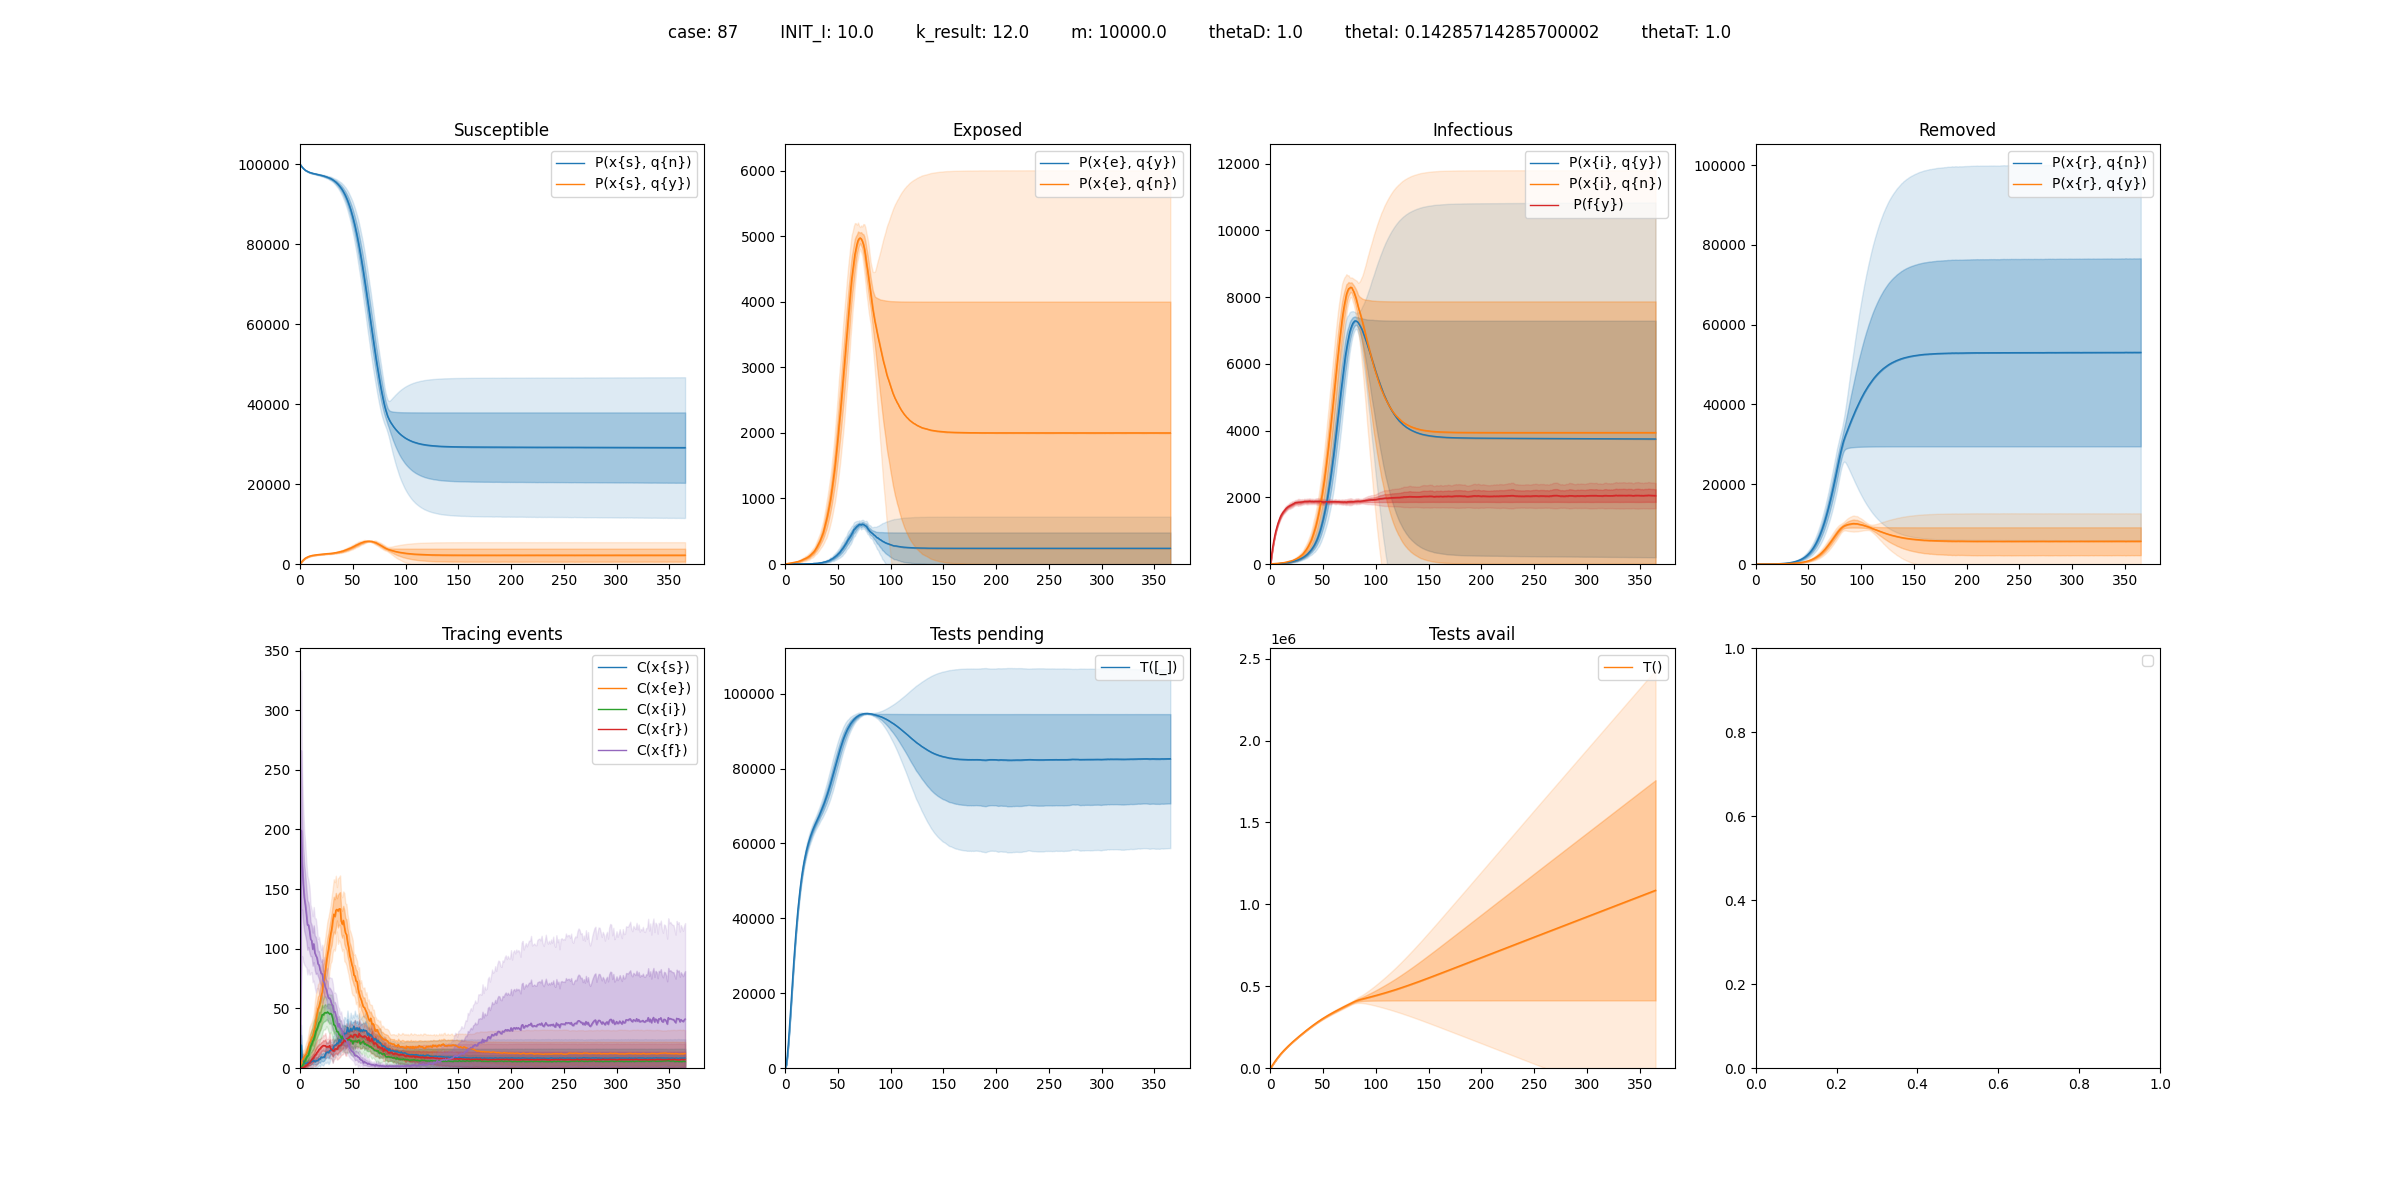 case: 87 INIT_I: 10.0 k_result: 12.0 m: 10000.0 thetaD: 1.0 thetaI: 0.14285714285700002 thetaT: 1.0
Susceptible
100000
80000
60000
40000
20000
0
0 50 100 150 200 250 300 350
P(x{s}, q{n})
P(x{s}, q{y})
Exposed
6000
5000
4000
3000
2000
1000
0
0 50 100 150 200 250 300 350
P(x{e}, q{y})
P(x{e}, q{n})
Infectious
12000
10000
8000
6000
4000
2000
0
0 50 100 150 200 250 300 350
P(x{i}, q{y})
P(x{i}, q{n})
P(f{y})
Removed
100000
80000
60000
40000
20000
0
0 50 100 150 200 250 300 350
P(x{r}, q{n})
P(x{r}, q{y})
Tracing events
350
300
250
200
150
100
50
0
0 50 100 150 200 250 300 350
C(x{s})
C(x{e})
C(x{i})
C(x{r})
C(x{f})
Tests pending
100000
80000
60000
40000
20000
0
0 50 100 150 200 250 300 350
T([_])
Tests avail
1e6
2.5
2.0
1.5
1.0
0.5
0.0
0 50 100 150 200 250 300 350
T()
1.0
0.8
0.6
0.4
0.2
0.0
0.0 0.2 0.4 0.6 0.8 1.0